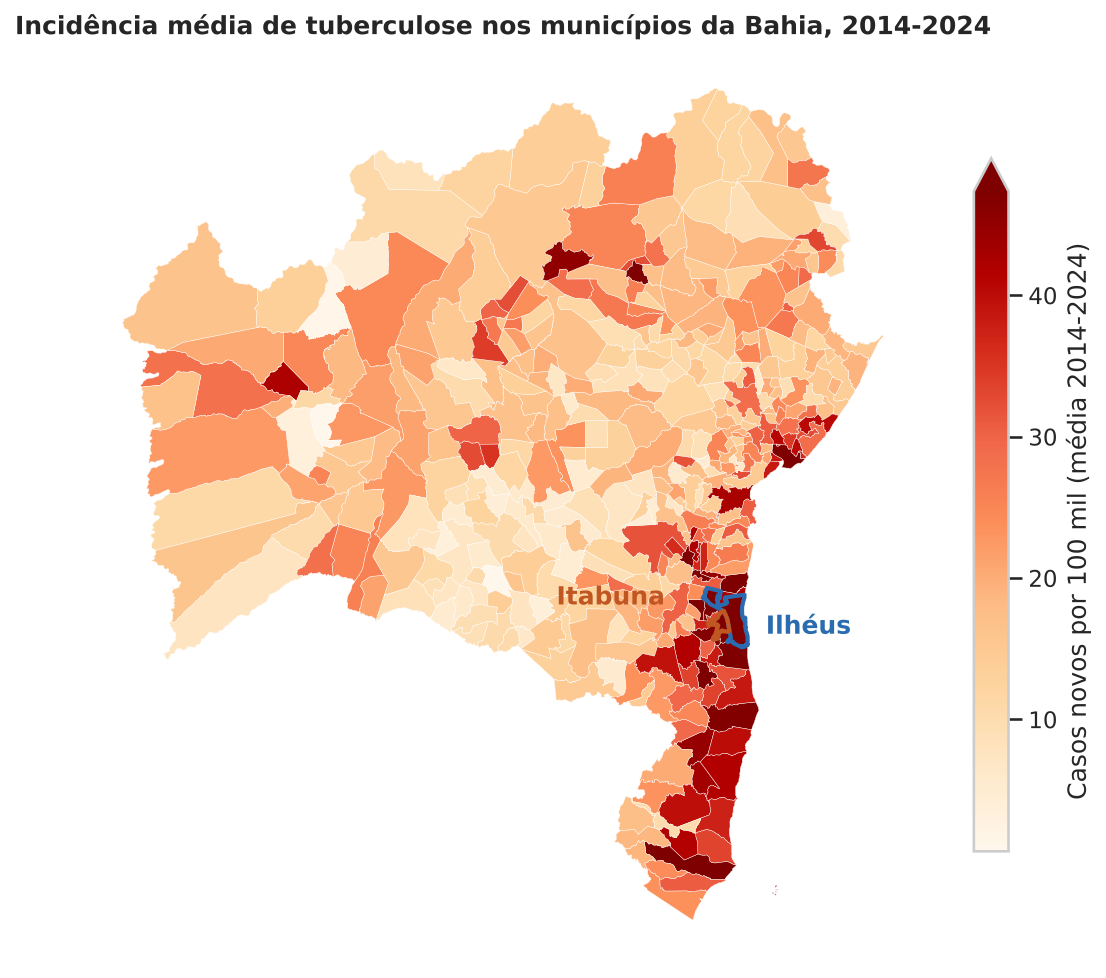 Incidência média de tuberculose nos municípios da Bahia, 2014-2024
40
30
20
10
Casos novos por 100 mil (média 2014-2024)
Itabuna
Ilhéus